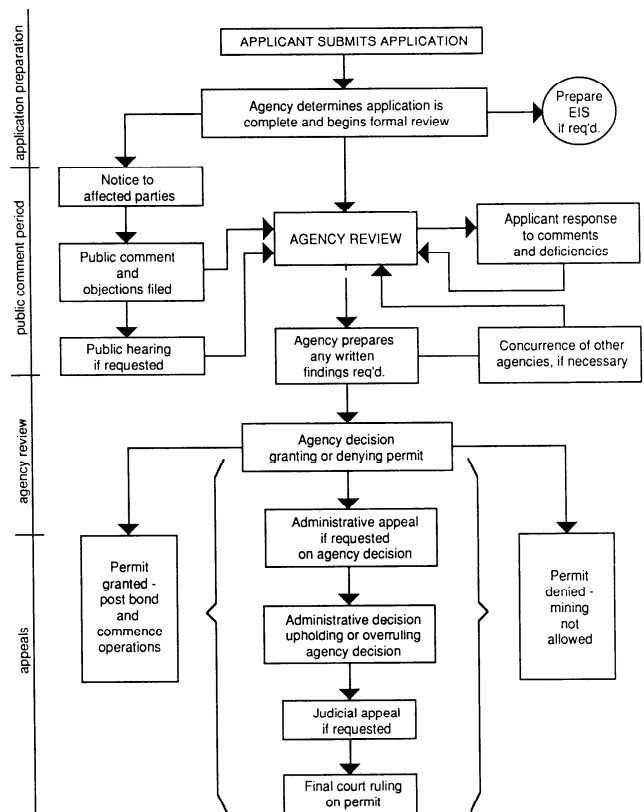 APPLICANT SUBMITS APPLICATION
application preparation
Agency determines application is
complete and begins formal review
Prepare
EIS
if req'd.
public comment period
Notice to
affected parties
Public comment
and
objections filed
Public hearing
if requested
AGENCY REVIEW
Applicant response
to comments
and deficiencies
Agency prepares
any written
findings req'd.
Concurrence of other
agencies, if necessary
agency review
Agency decision
granting or denying permit
appeals
Permit
granted -
post bond
and
commence
operations
Administrative appeal
if requested
on agency decision
Administrative decision
upholding or overruling
agency decision
Judicial appeal
if requested
Final court ruling
on permit
Permit
denied -
mining
not
allowed